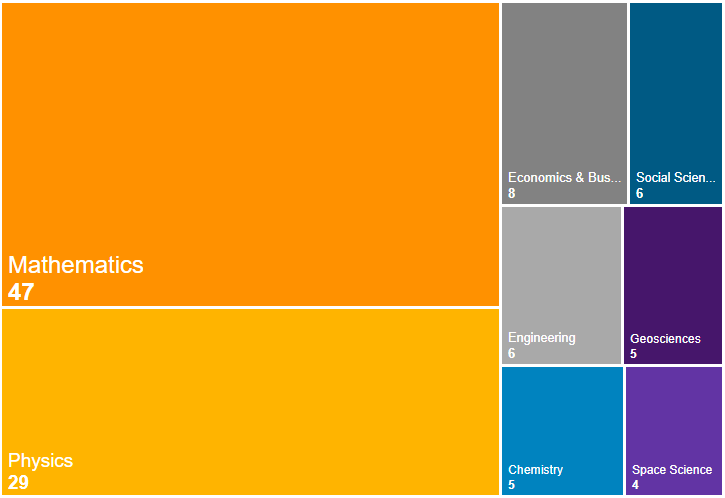 Mathematics
47
Physics
29
Economics & Bus...
8
Social Scien...
6
Engineering
6
Geosciences
5
Chemistry
5
Space Science
4